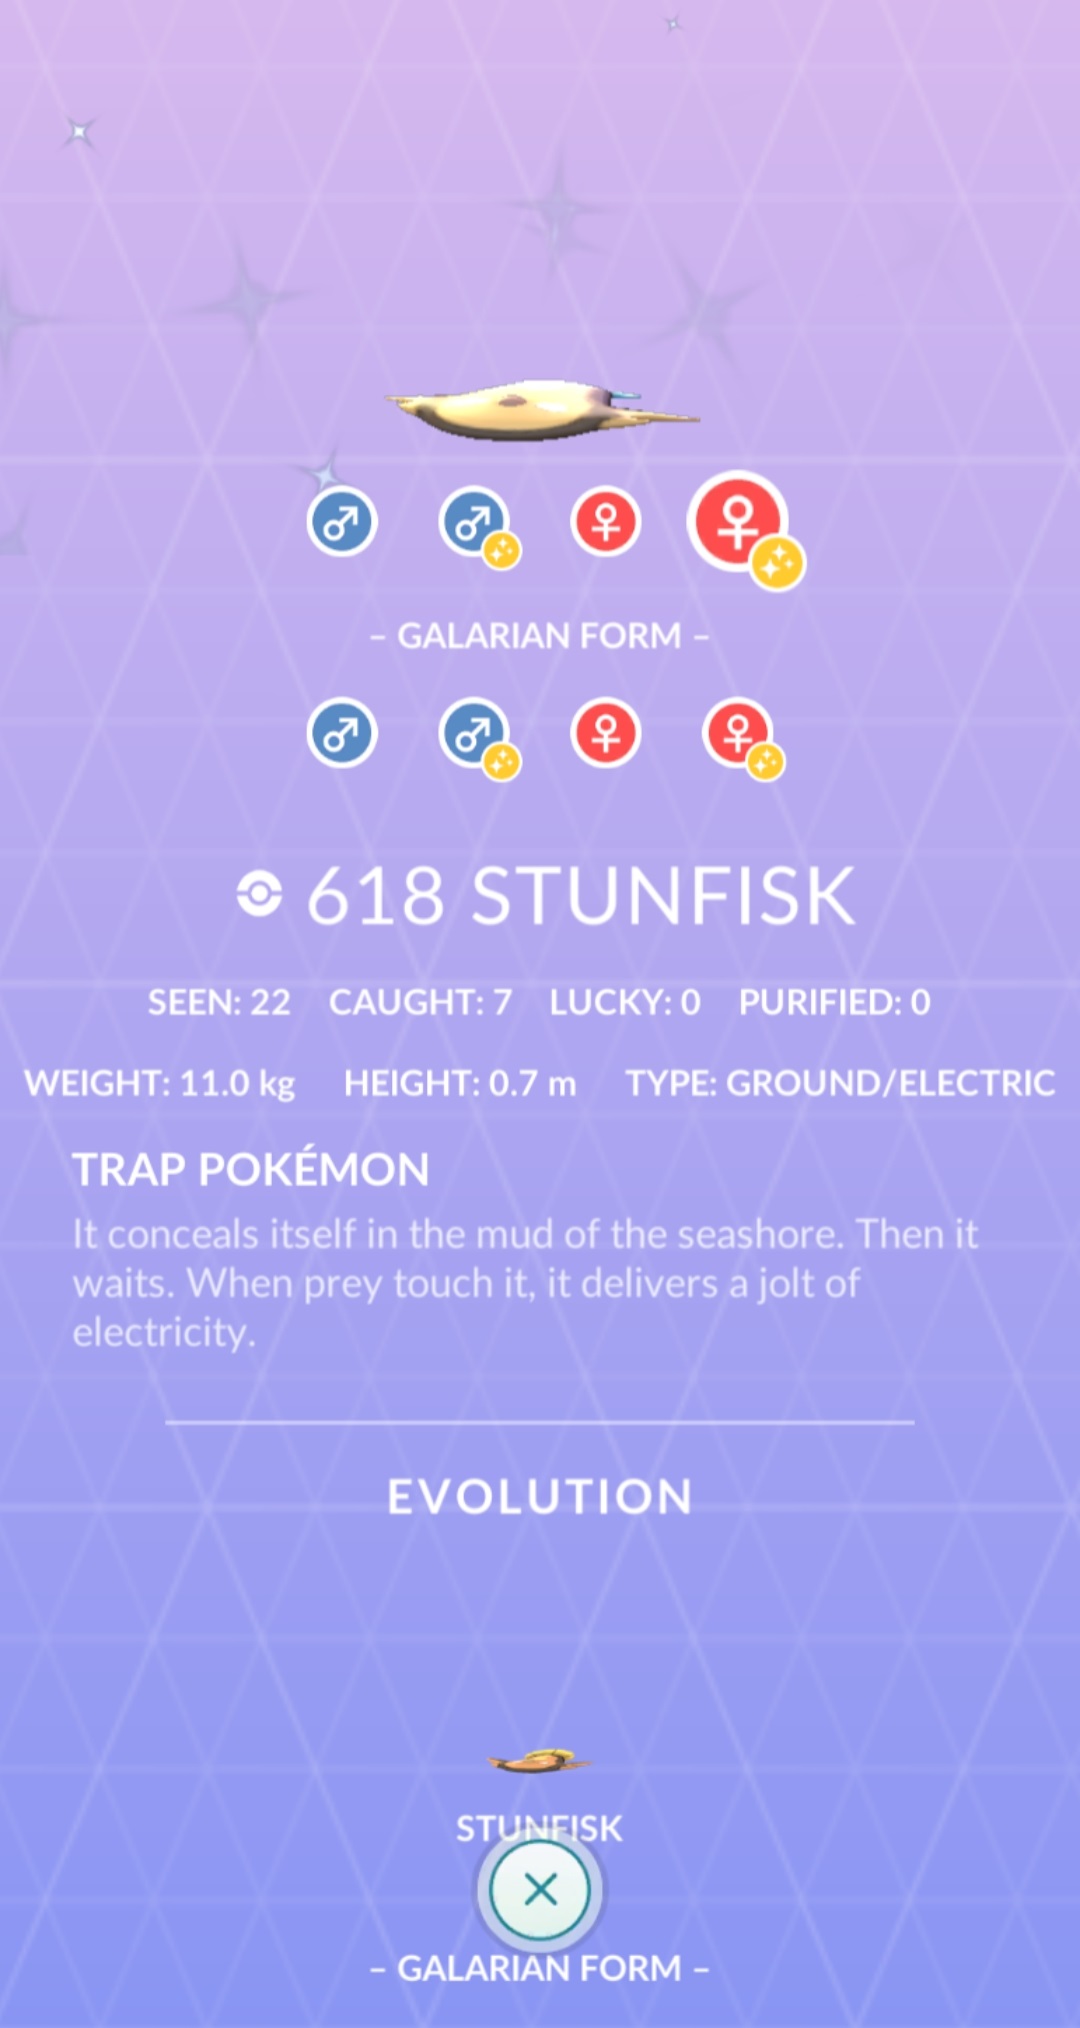 – GALARIAN FORM –
618 STUNFISK
SEEN: 22 CAUGHT: 7 LUCKY: 0 PURIFIED: 0
WEIGHT: 11.0 kg HEIGHT: 0.7 m TYPE: GROUND/ELECTRIC
TRAP POKÉMON
It conceals itself in the mud of the seashore. Then it
waits. When prey touch it, it delivers a jolt of
electricity.
EVOLUTION
STUNFISK
– GALARIAN FORM –